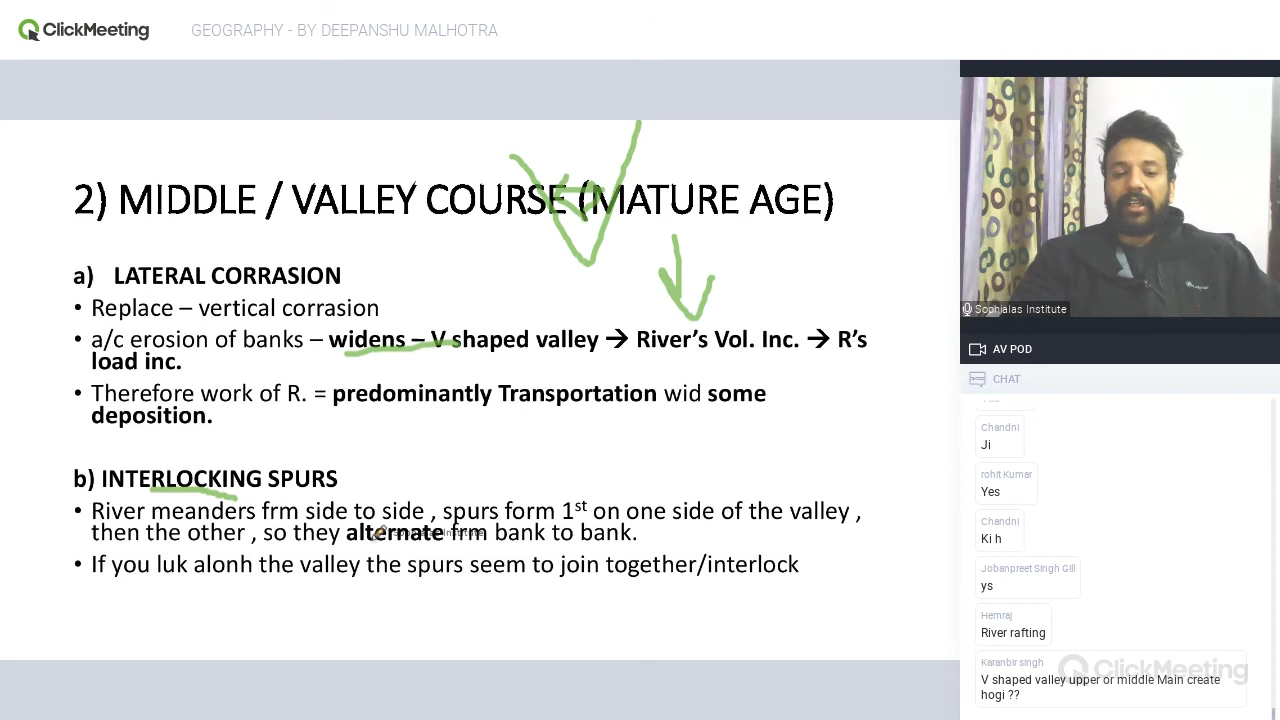 ClickMeeting
GEOGRAPHY - BY DEEPANSHU MALHOTRA
2) MIDDLE / VALLEY COURSE (MATURE AGE)
a) LATERAL CORRASION
• Replace – vertical corrasion
• a/c erosion of banks – widens – V shaped valley → River's Vol. Inc. → R's
load inc.
• Therefore work of R. = predominantly Transportation wid some
deposition.
b) INTERLOCKING SPURS
• River meanders frm side to side , spurs form 1st on one side of the valley ,
then the other , so they alternate frm bank to bank.
Sophialas Institute
• If you luk alonh the valley the spurs seem to join together/interlock
Sophialas Institute
AV POD
CHAT
Yes
Chandni
Ji
rohit Kumar
Yes
Chandni
Ki h
Jobanpreet Singh Gill
ys
Hemraj
River rafting
Karanbir singh
V shaped valley upper or middle Main create
hogi ??
ClickMeeting